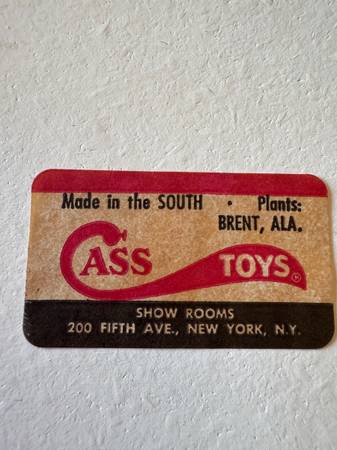 Made in the SOUTH • Plants:
BRENT, ALA.
CASS TOYS ®
SHOW ROOMS
200 FIFTH AVE., NEW YORK, N.Y.